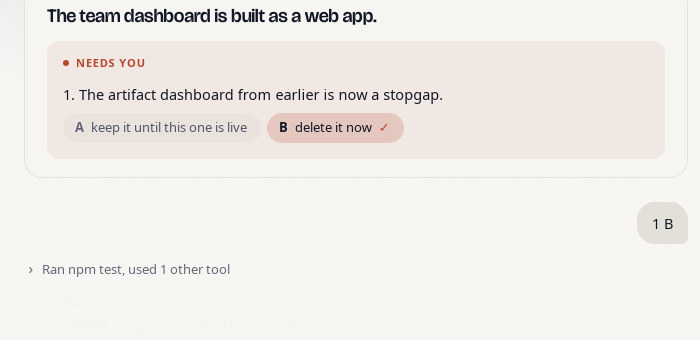 The team dashboard is built as a web app.
NEEDS YOU
1. The artifact dashboard from earlier is now a stopgap.
A keep it until this one is live B delete it now ✓
1 B
› Ran npm test, used 1 other tool